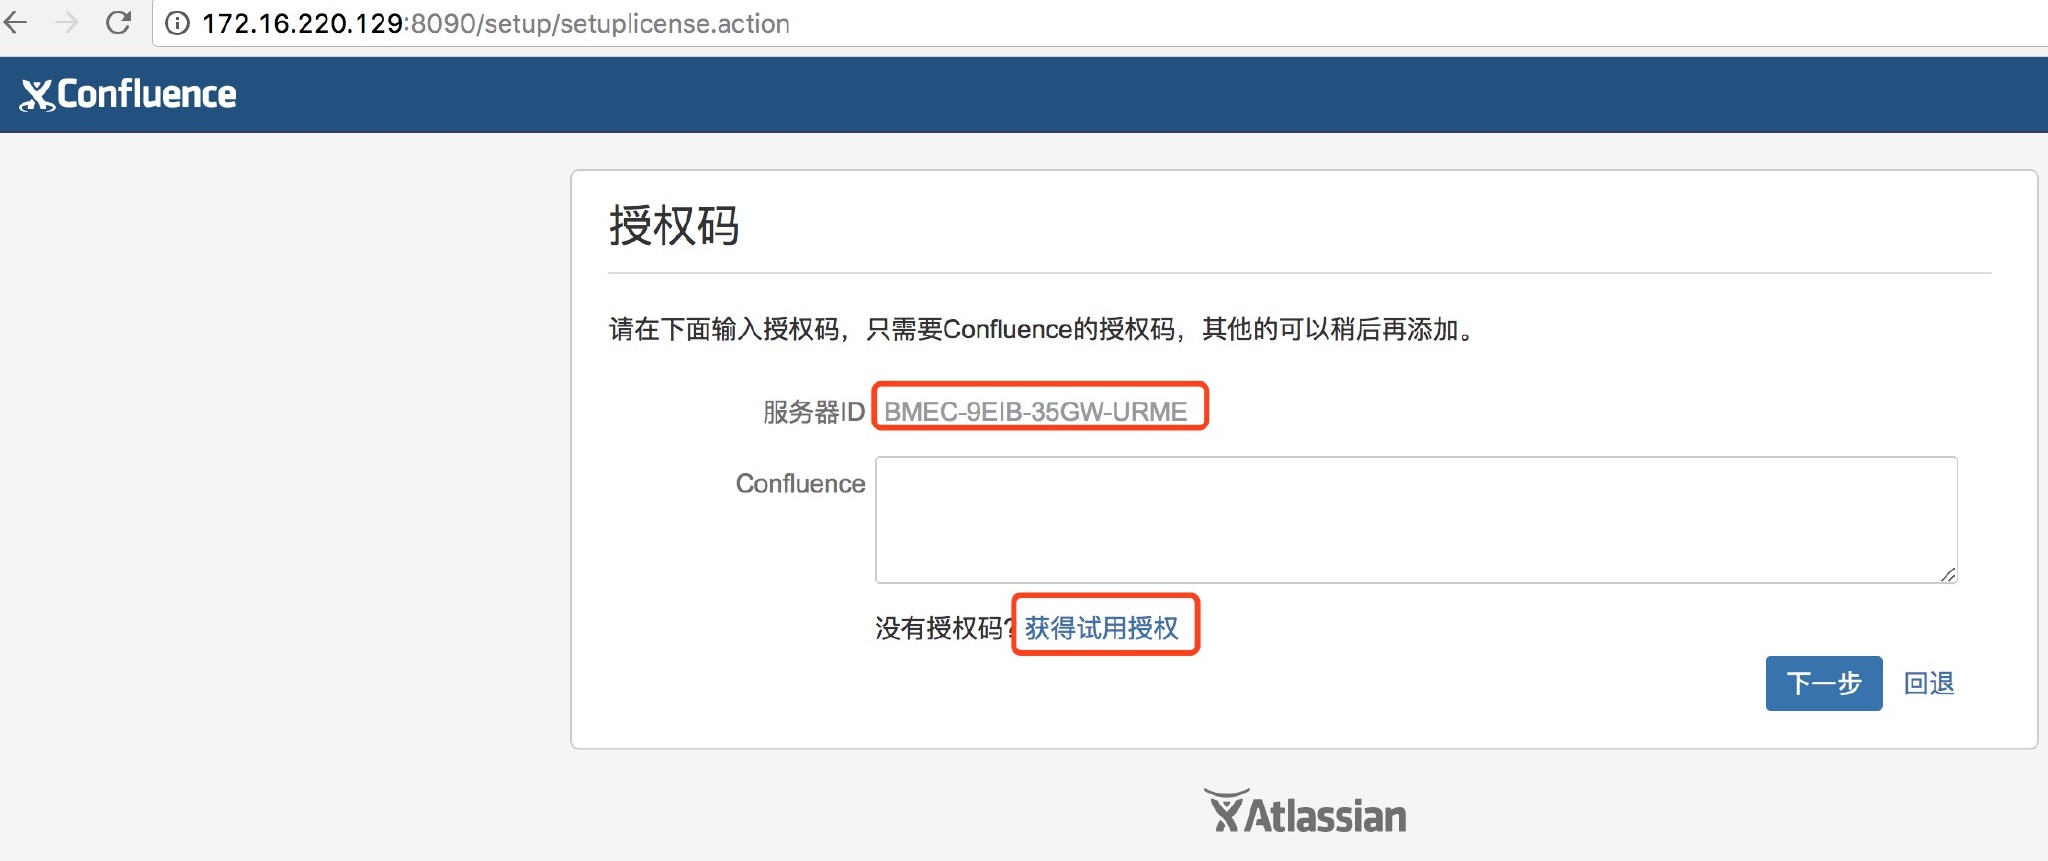 172.16.220.129:8090/setup/setuplicense.action
Confluence
授权码
请在下面输入授权码，只需要Confluence的授权码，其他的可以稍后再添加。
服务器ID BMEC-9EIB-35GW-URME
Confluence
没有授权码? 获得试用授权
下一步 回退
Atlassian